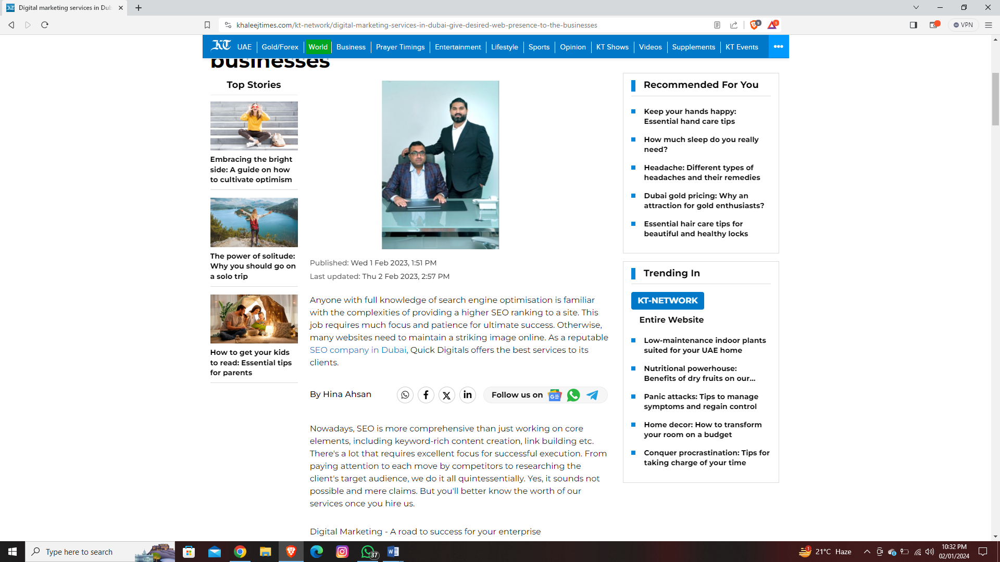 Digital marketing services in Dub
khaleejtimes.com/kt-network/digital-marketing-services-in-dubai-give-desired-web-presence-to-the-businesses
9
1
VPN
KT
UAE
Gold/Forex
World
Business
Prayer Timings
Entertainment
Lifestyle
Sports
Opinion
KT Shows
Videos
Supplements
KT Events
businesses
Top Stories
Embracing the bright
side: A guide on how
to cultivate optimism
The power of solitude:
Why you should go on
a solo trip
How to get your kids
to read: Essential tips
for parents
Published: Wed 1 Feb 2023, 1:51 PM
Last updated: Thu 2 Feb 2023, 2:57 PM
Anyone with full knowledge of search engine optimisation is familiar
with the complexities of providing a higher SEO ranking to a site. This
job requires much focus and patience for ultimate success. Otherwise,
many websites need to maintain a striking image online. As a reputable
SEO company in Dubai, Quick Digitals offers the best services to its
clients.
By Hina Ahsan
Follow us on
Nowadays, SEO is more comprehensive than just working on core
elements, including keyword-rich content creation, link building etc.
There's a lot that requires excellent focus for successful execution. From
paying attention to each move by competitors to researching the
client's target audience, we do it all quintessentially. Yes, it sounds not
possible and mere claims. But you'll better know the worth of our
services once you hire us.
Digital Marketing - A road to success for your enterprise
Recommended For You
Keep your hands happy:
Essential hand care tips
How much sleep do you really
need?
Headache: Different types of
headaches and their remedies
Dubai gold pricing: Why an
attraction for gold enthusiasts?
Essential hair care tips for
beautiful and healthy locks
Trending In
KT-NETWORK
Entire Website
Low-maintenance indoor plants
suited for your UAE home
Nutritional powerhouse:
Benefits of dry fruits on our...
Panic attacks: Tips to manage
symptoms and regain control
Home decor: How to transform
your room on a budget
Conquer procrastination: Tips for
taking charge of your time
Type here to search
37
1
21°C Haze
10:32 PM
02/01/2024